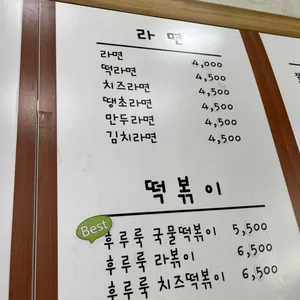 라면
라면 4,000
떡라면 4,500
치즈라면 4,500
땡초라면 4,500
만두라면 4,500
김치라면 4,500
떡볶이
Best
후루룩 국물떡볶이 5,500
후루룩 라볶이 6,500
후루룩 치즈떡볶이 6,500